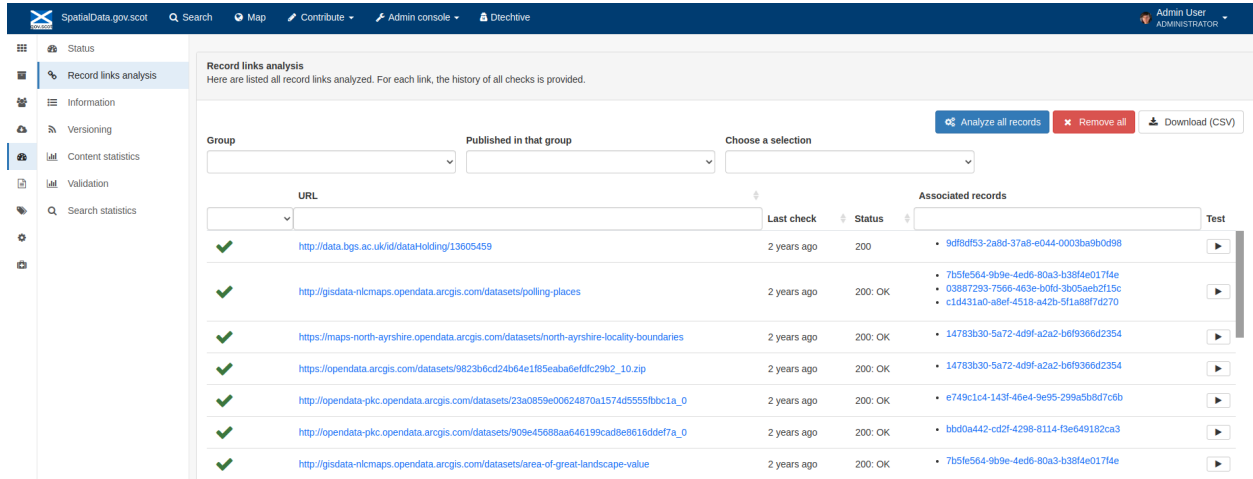 SpatialData.gov.scot Search Map Contribute Admin console Dtechtive Admin User
ADMINISTRATOR
gov.scot
Status
Record links analysis
Information
Versioning
Content statistics
Validation
Search statistics
Record links analysis
Here are listed all record links analyzed. For each link, the history of all checks is provided.
Analyze all records Remove all Download (CSV)
Group Published in that group Choose a selection
URL Associated records
Last check Status Test
http://data.bgs.ac.uk/id/dataHolding/13605459 2 years ago 200 9df8df53-2a8d-37a8-e044-0003ba9b0d98
7b5fe564-9b9e-4ed6-80a3-b38f4e017f4e
http://gisdata-nlcmaps.opendata.arcgis.com/datasets/polling-places 2 years ago 200: OK 03887293-7566-463e-b0fd-3b05aeb2f15c
c1d431a0-a8ef-4518-a42b-5f1a88f7d270
https://maps-north-ayrshire.opendata.arcgis.com/datasets/north-ayrshire-locality-boundaries 2 years ago 200: OK 14783b30-5a72-4d9f-a2a2-b6f9366d2354
https://opendata.arcgis.com/datasets/9823b6cd24b64e1f85eaba6efdfc29b2_10.zip 2 years ago 200: OK 14783b30-5a72-4d9f-a2a2-b6f9366d2354
http://opendata-pkc.opendata.arcgis.com/datasets/23a0859e00624870a1574d5555fbbc1a_0 2 years ago 200: OK e749c1c4-143f-46e4-9e95-299a5b8d7c6b
http://opendata-pkc.opendata.arcgis.com/datasets/909e45688aa646199cad8e8616ddef7a_0 2 years ago 200: OK bbd0a442-cd2f-4298-8114-f3e649182ca3
http://gisdata-nlcmaps.opendata.arcgis.com/datasets/area-of-great-landscape-value 2 years ago 200: OK 7b5fe564-9b9e-4ed6-80a3-b38f4e017f4e